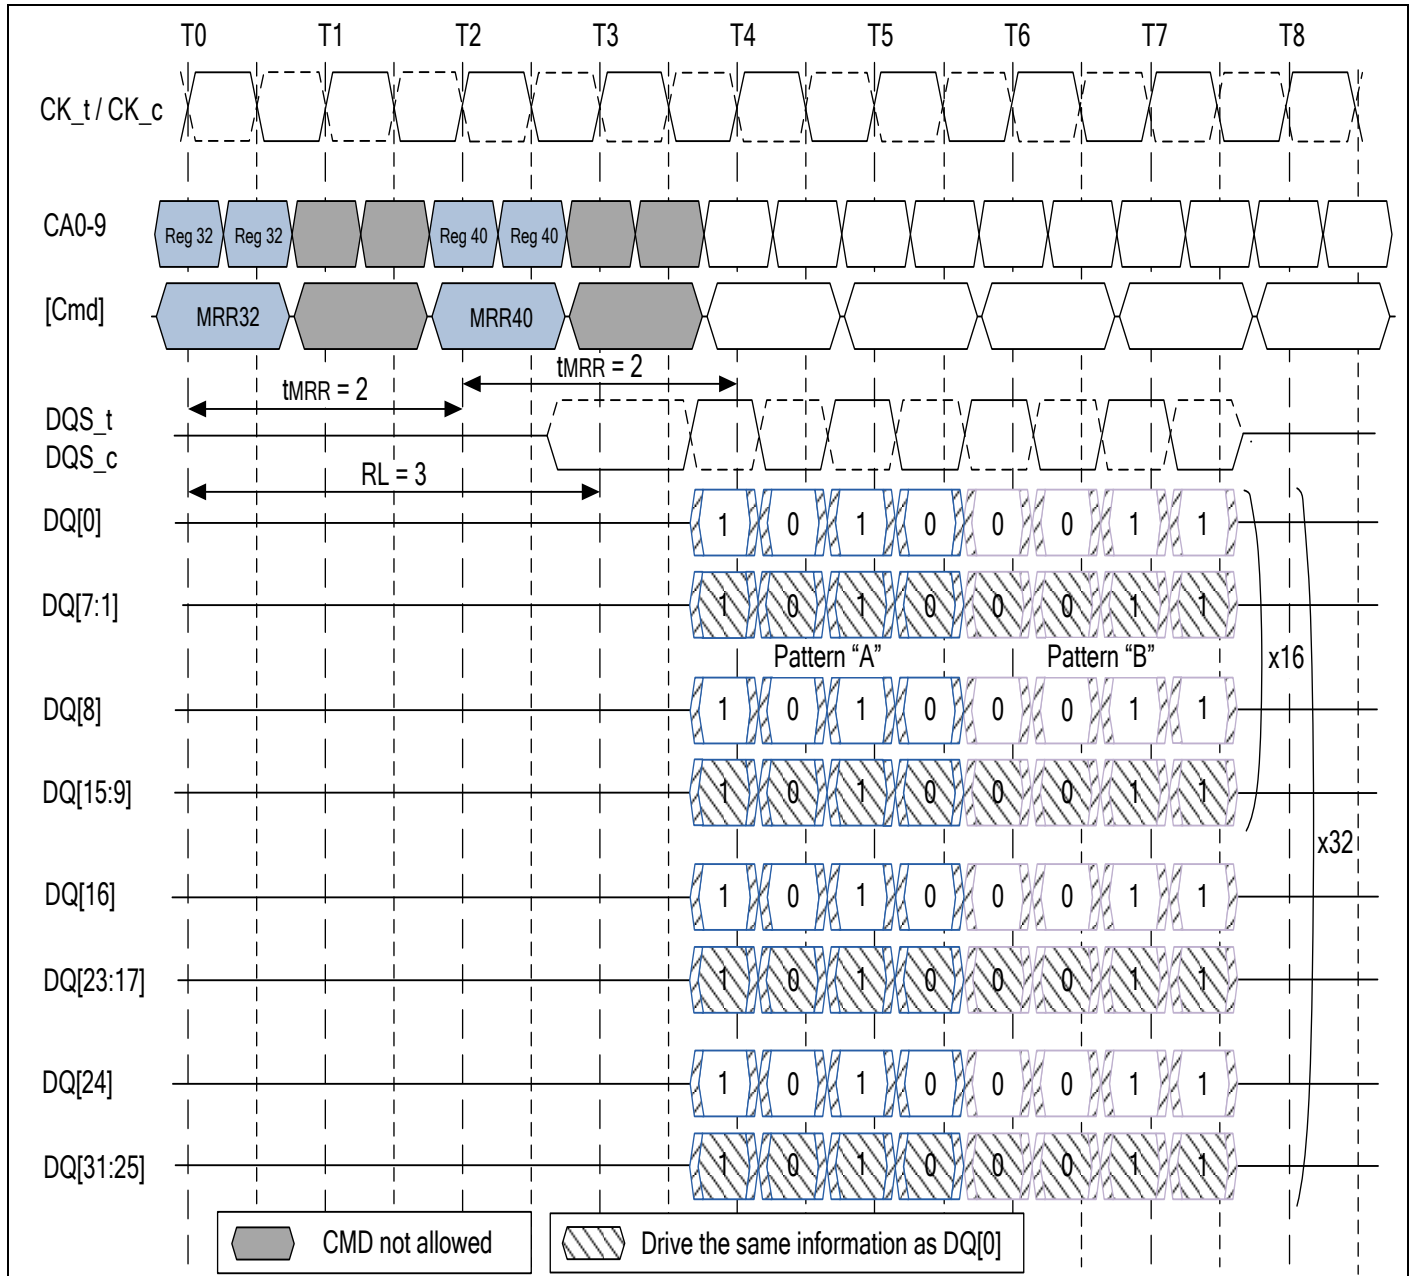 T0 T1 T2 T3 T4 T5 T6 T7 T8
CK_t / CK_c
CA0-9 Reg 32 Reg 32 Reg 40 Reg 40
[Cmd] MRR32 MRR40
tMRR = 2
tMRR = 2
DQS_t
DQS_c
RL = 3
DQ[0] 1 0 1 0 0 0 1 1
DQ[7:1] 1 0 1 0 0 0 1 1
Pattern “A” Pattern “B” x16
DQ[8] 1 0 1 0 0 0 1 1
DQ[15:9] 1 0 1 0 0 0 1 1
x32
DQ[16] 1 0 1 0 0 0 1 1
DQ[23:17] 1 0 1 0 0 0 1 1
DQ[24] 1 0 1 0 0 0 1 1
DQ[31:25] 1 0 1 0 0 0 1 1
CMD not allowed Drive the same information as DQ[0]